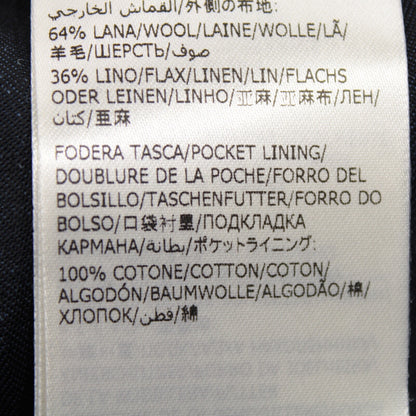 القماش الخارجي/外側の布地:
64% LANA/WOOL/LAINE/WOLLE/LÃ/
羊毛/ШЕРСТЬ/صوف/
36% LINO/FLAX/LINEN/LIN/FLACHS
ODER LEINEN/LINHO/亚麻/亚麻布/ЛЕН/
كتان/亜麻
FODERA TASCA/POCKET LINING/
DOUBLURE DE LA POCHE/FORRO DEL
BOLSILLO/TASCHENFUTTER/FORRO DO
BOLSO/口袋衬里/ПОДКЛАДКА
КАРМАНА/بطانة/ポケットライニング:
100% COTONE/COTTON/COTON/
ALGODÓN/BAUMWOLLE/ALGODÃO/棉/
ХЛОПОК/قطن/綿